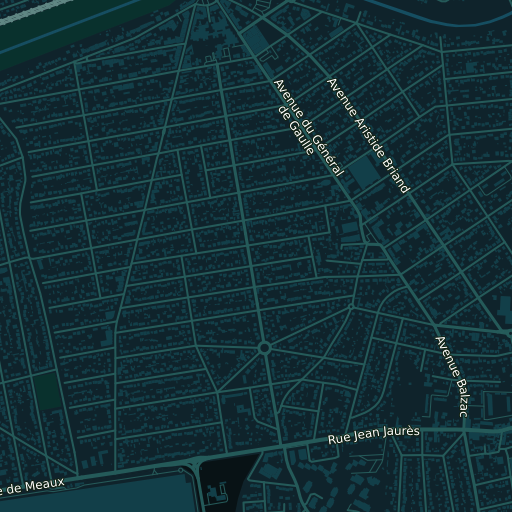 Avenue du Général
de Gaulle
Avenue Aristide Briand
Avenue Balzac
Rue Jean Jaurès
e de Meaux